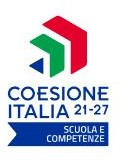 COESIONE
ITALIA 21-27
SCUOLA E
COMPETENZE